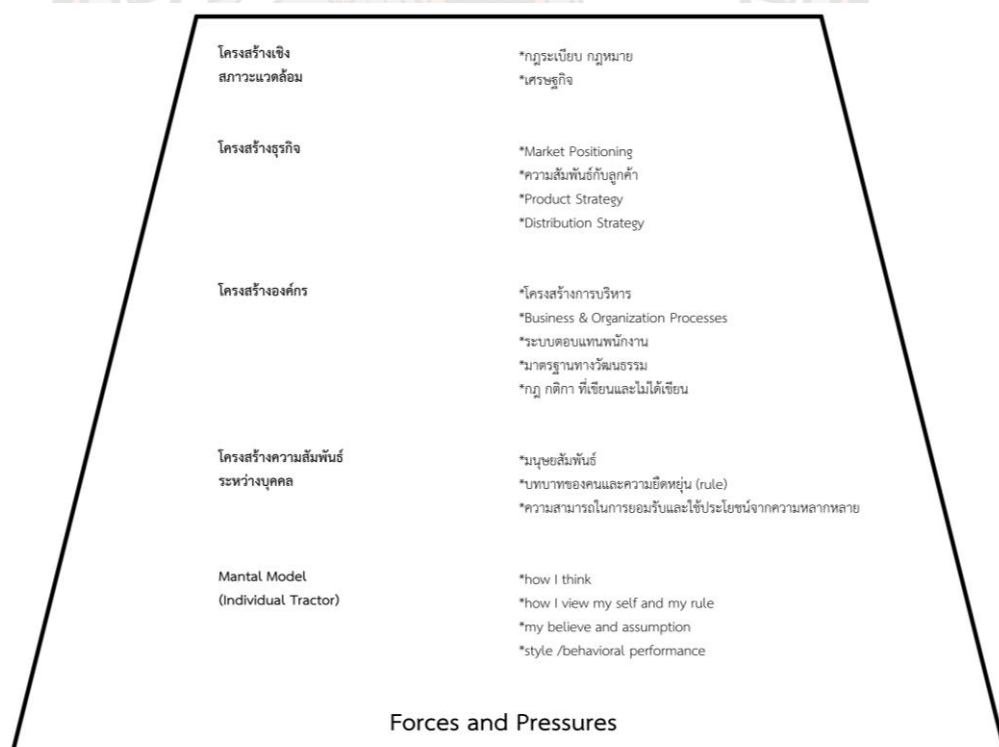 โครงสร้างเชิง
สภาวะแวดล้อม
*กฎระเบียบ กฎหมาย
*เศรษฐกิจ
โครงสร้างธุรกิจ
*Market Positioning
*ความสัมพันธ์กับลูกค้า
*Product Strategy
*Distribution Strategy
โครงสร้างองค์กร
*โครงสร้างการบริหาร
*Business & Organization Processes
*ระบบตอบแทนพนักงาน
*มาตรฐานทางวัฒนธรรม
*กฎ กติกา ที่เขียนและไม่ได้เขียน
โครงสร้างความสัมพันธ์
ระหว่างบุคคล
*มนุษยสัมพันธ์
*บทบาทของคนและความยืดหยุ่น (rule)
*ความสามารถในการยอมรับและใช้ประโยชน์จากความหลากหลาย
Mantal Model
(Individual Tractor)
*how I think
*how I view my self and my rule
*my believe and assumption
*style /behavioral performance
Forces and Pressures